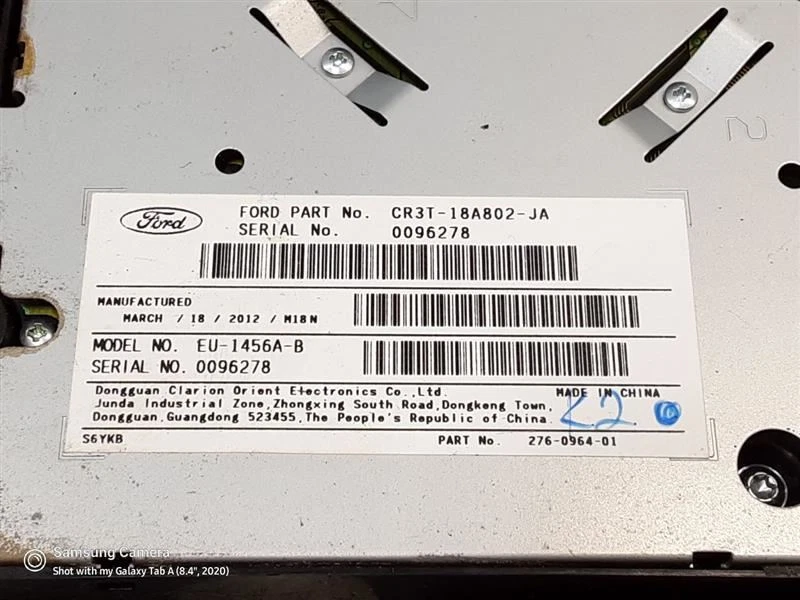 2
Ford
FORD PART No. CR3T-18A802-JA
SERIAL No. 0096278
MANUFACTURED
MARCH / 18 / 2012 / M18N
MODEL NO. EU-1456A-B
SERIAL NO. 0096278
Dongguan Clarion Orient Electronics Co.,Ltd. MADE IN CHINA
Junda Industrial Zone,Zhongxing South Road,Dongkeng Town,
Dongguan,Guangdong 523455,The People's Republic of China.
S6YKB PART No. 276-0964-01
Samsung Camera
Shot with my Galaxy Tab A (8.4", 2020)